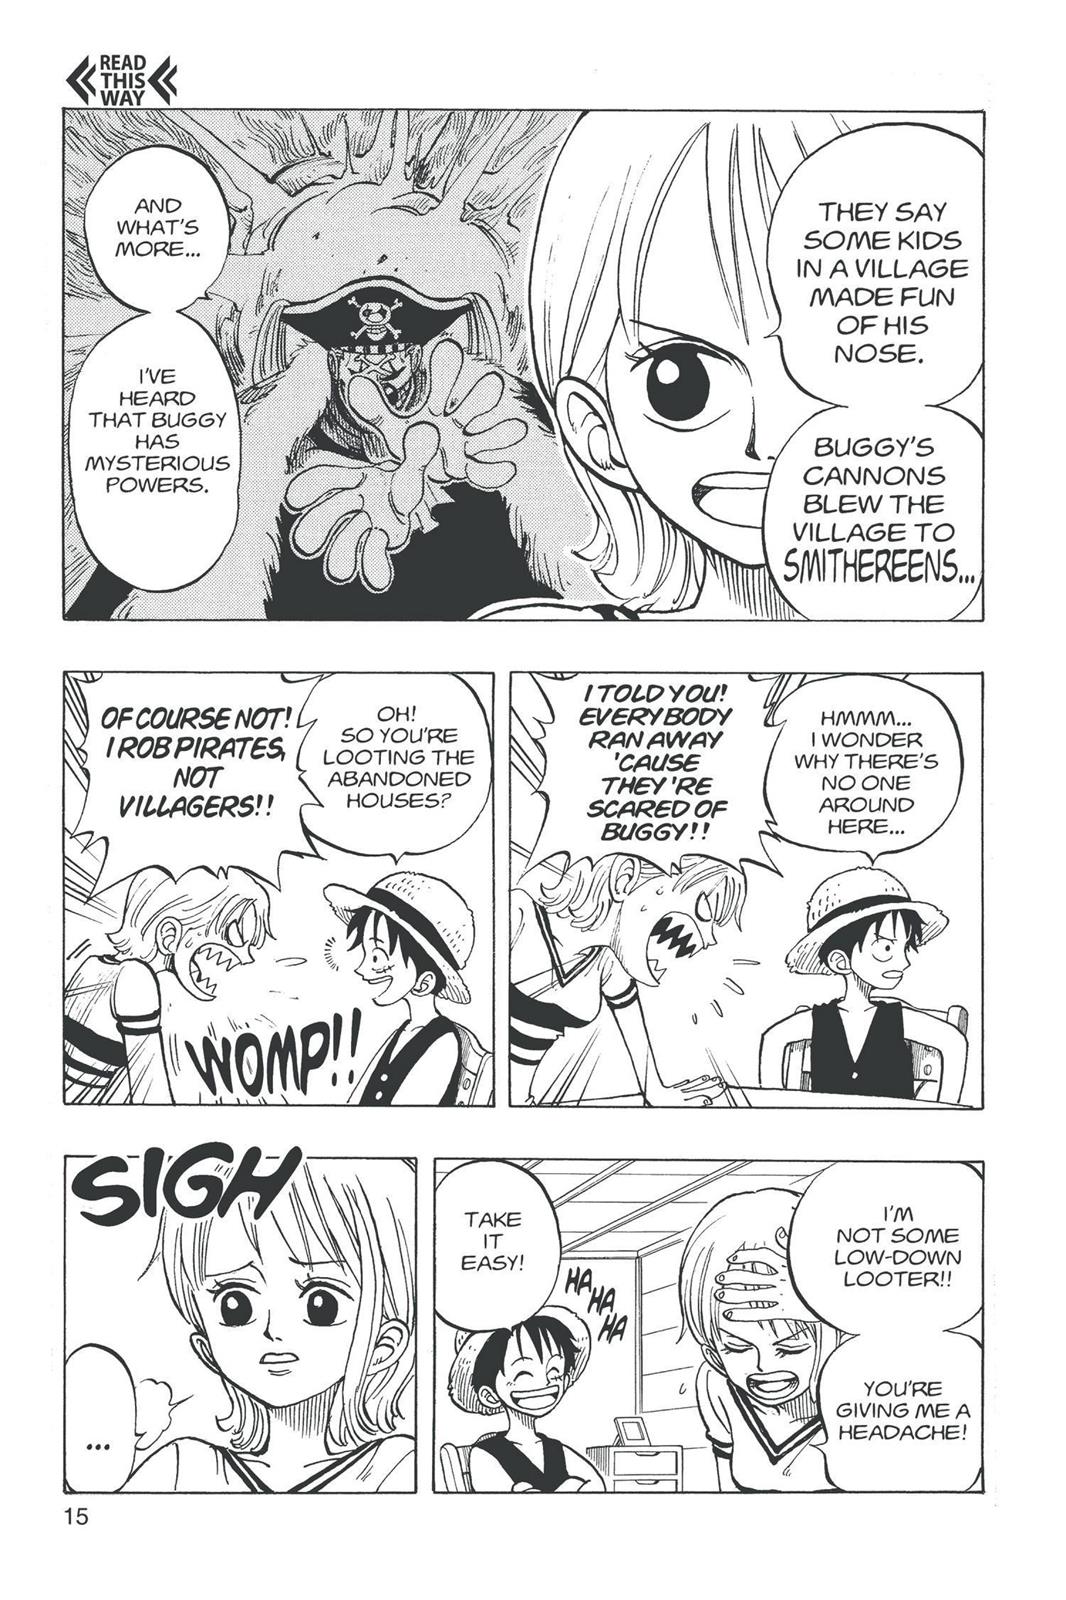 READ
THIS
WAY
THEY SAY
SOME KIDS
IN A VILLAGE
MADE FUN
OF HIS
NOSE.
BUGGY'S
CANNONS
BLEW THE
VILLAGE TO
SMITHEREENS...
AND
WHAT'S
MORE...
I'VE
HEARD
THAT BUGGY
HAS
MYSTERIOUS
POWERS.
HMMM...
I WONDER
WHY THERE'S
NO ONE
AROUND
HERE...
I TOLD YOU!
EVERYBODY
RAN AWAY
'CAUSE
THEY'RE
SCARED OF
BUGGY!!
OH!
SO YOU'RE
LOOTING THE
ABANDONED
HOUSES?
OF COURSE NOT!
I ROB PIRATES,
NOT
VILLAGERS!!
WOMP!!
I'M
NOT SOME
LOW-DOWN
LOOTER!!
YOU'RE
GIVING ME A
HEADACHE!
TAKE
IT
EASY!
HA
HA
HA
SIGH
...
15